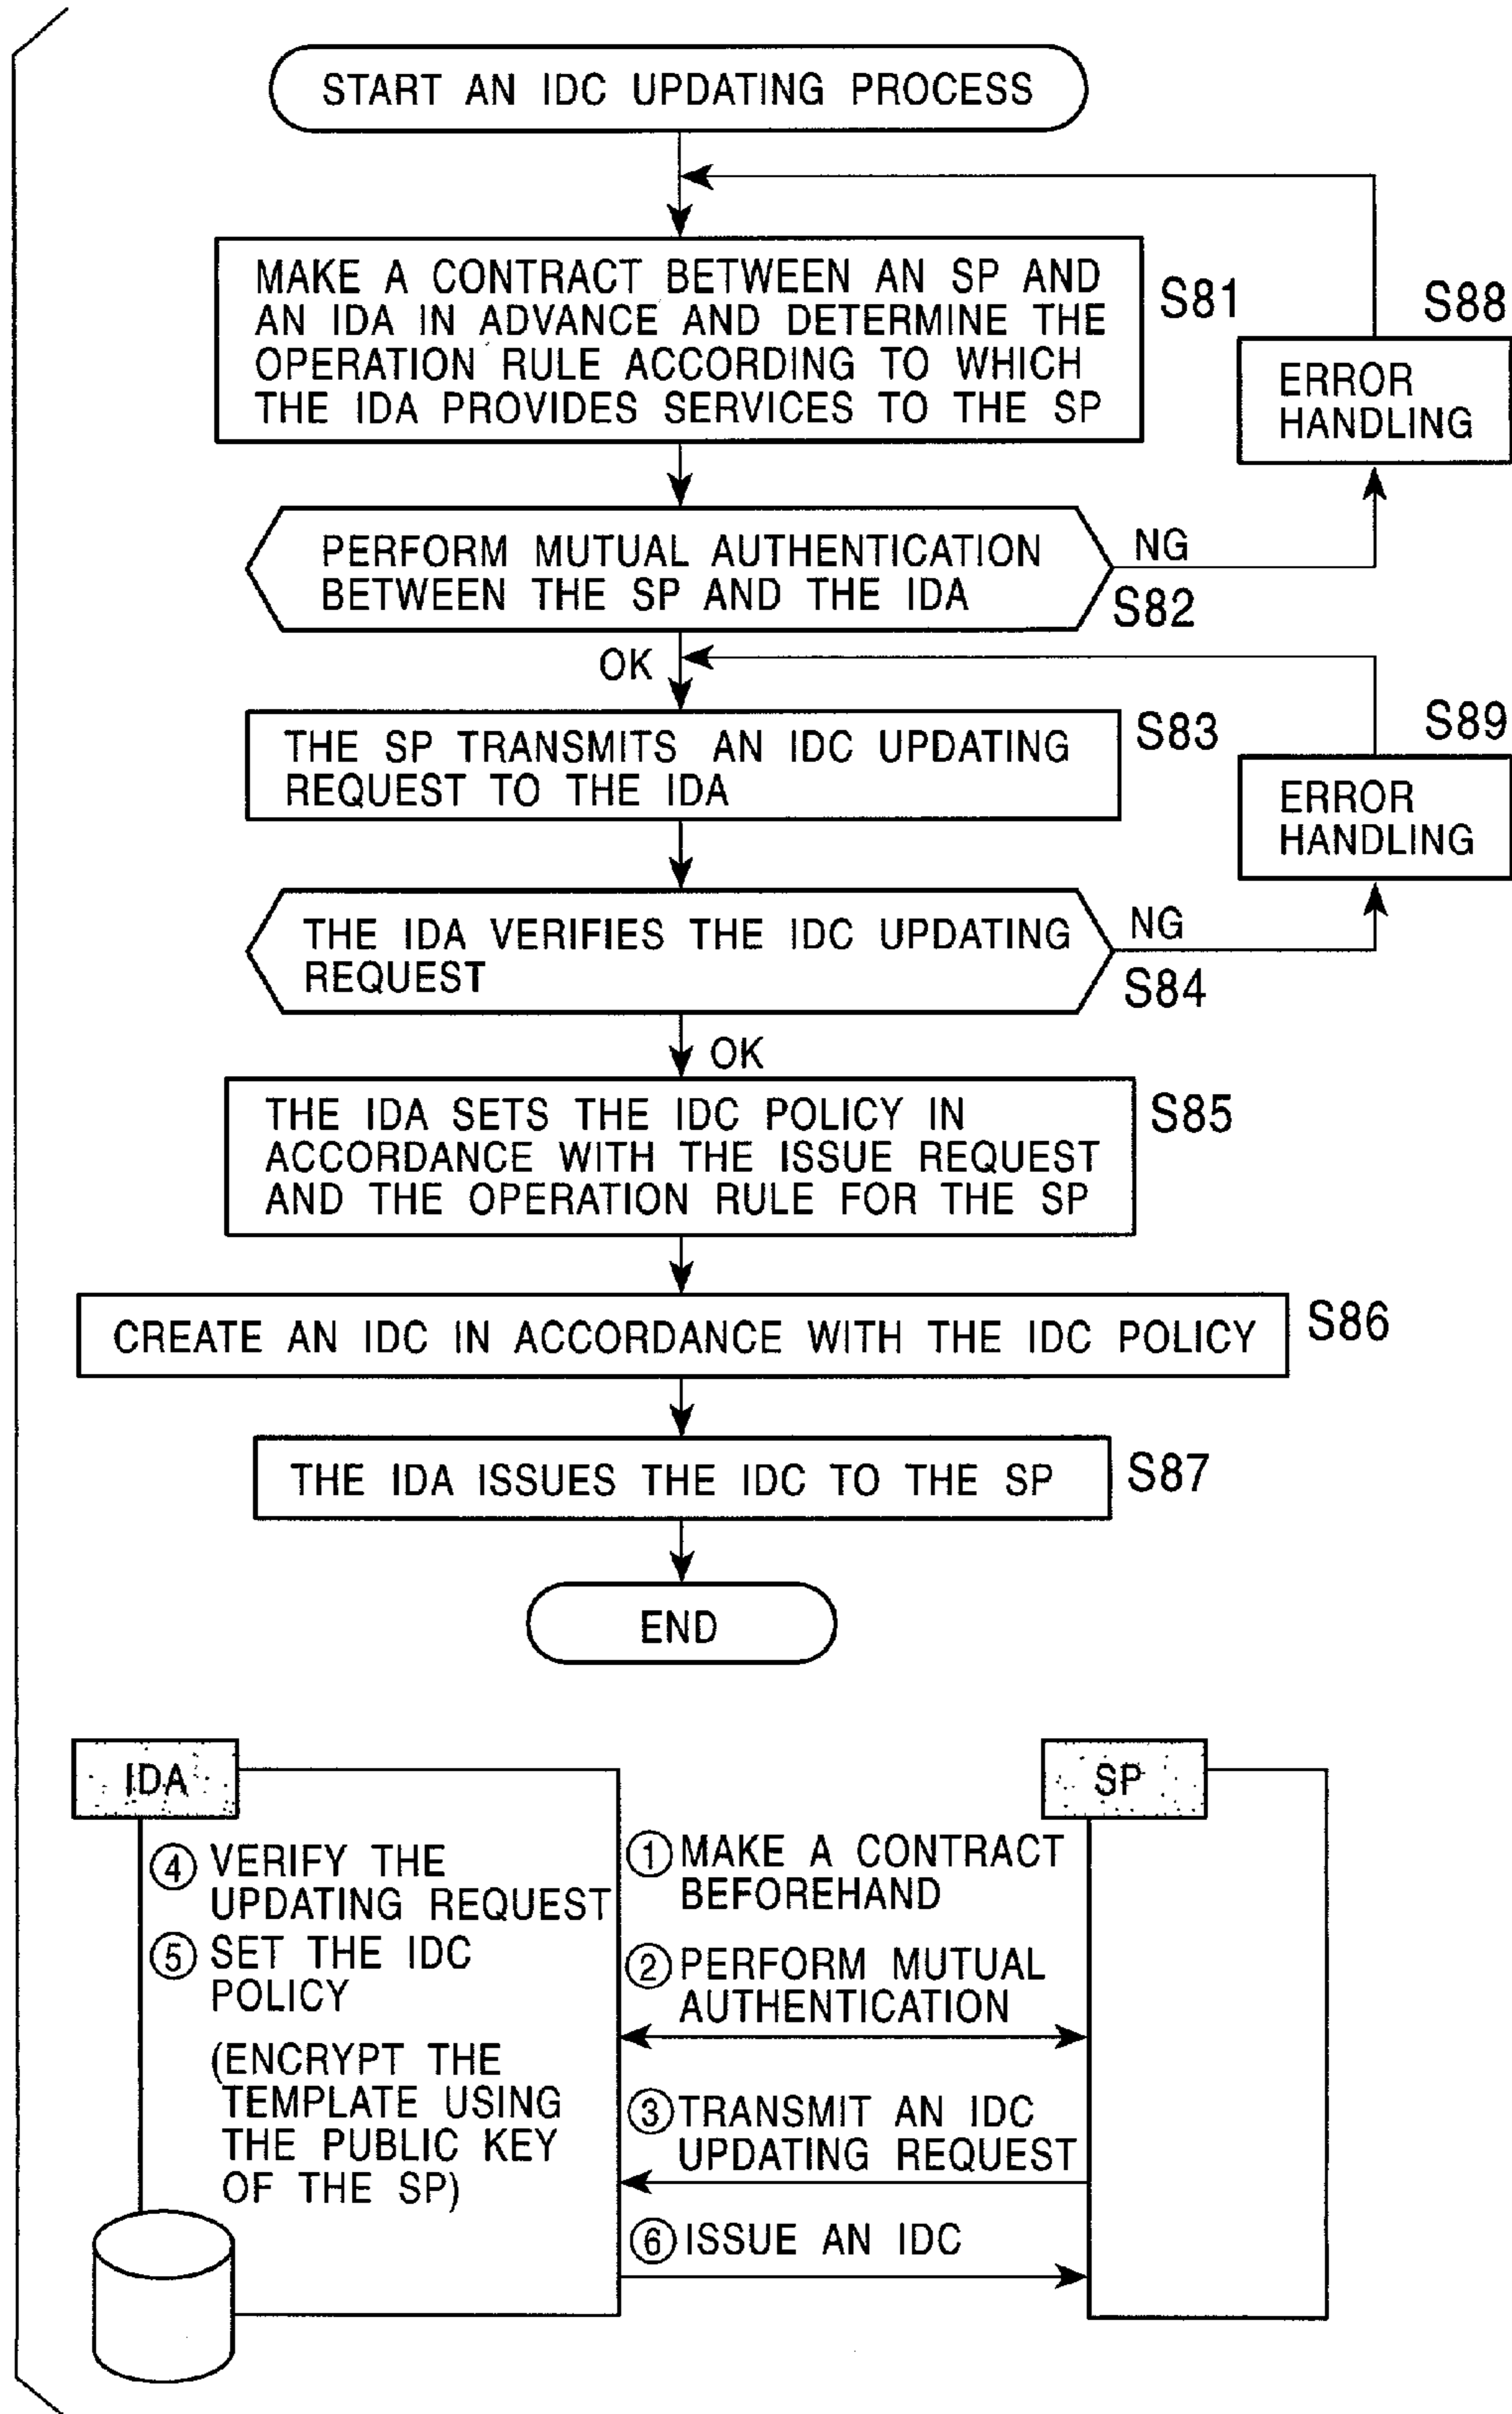 START AN IDC UPDATING PROCESS
MAKE A CONTRACT BETWEEN AN SP AND
AN IDA IN ADVANCE AND DETERMINE THE
OPERATION RULE ACCORDING TO WHICH
THE IDA PROVIDES SERVICES TO THE SP
S81
S88
ERROR
HANDLING
PERFORM MUTUAL AUTHENTICATION
BETWEEN THE SP AND THE IDA
NG
S82
OK
THE SP TRANSMITS AN IDC UPDATING
REQUEST TO THE IDA
S83
S89
ERROR
HANDLING
THE IDA VERIFIES THE IDC UPDATING
REQUEST
NG
S84
OK
THE IDA SETS THE IDC POLICY IN
ACCORDANCE WITH THE ISSUE REQUEST
AND THE OPERATION RULE FOR THE SP
S85
CREATE AN IDC IN ACCORDANCE WITH THE IDC POLICY
S86
THE IDA ISSUES THE IDC TO THE SP
S87
END
IDA
SP
④ VERIFY THE
UPDATING REQUEST
⑤ SET THE IDC
POLICY
(ENCRYPT THE
TEMPLATE USING
THE PUBLIC KEY
OF THE SP)
① MAKE A CONTRACT
BEFOREHAND
② PERFORM MUTUAL
AUTHENTICATION
③ TRANSMIT AN IDC
UPDATING REQUEST
⑥ ISSUE AN IDC